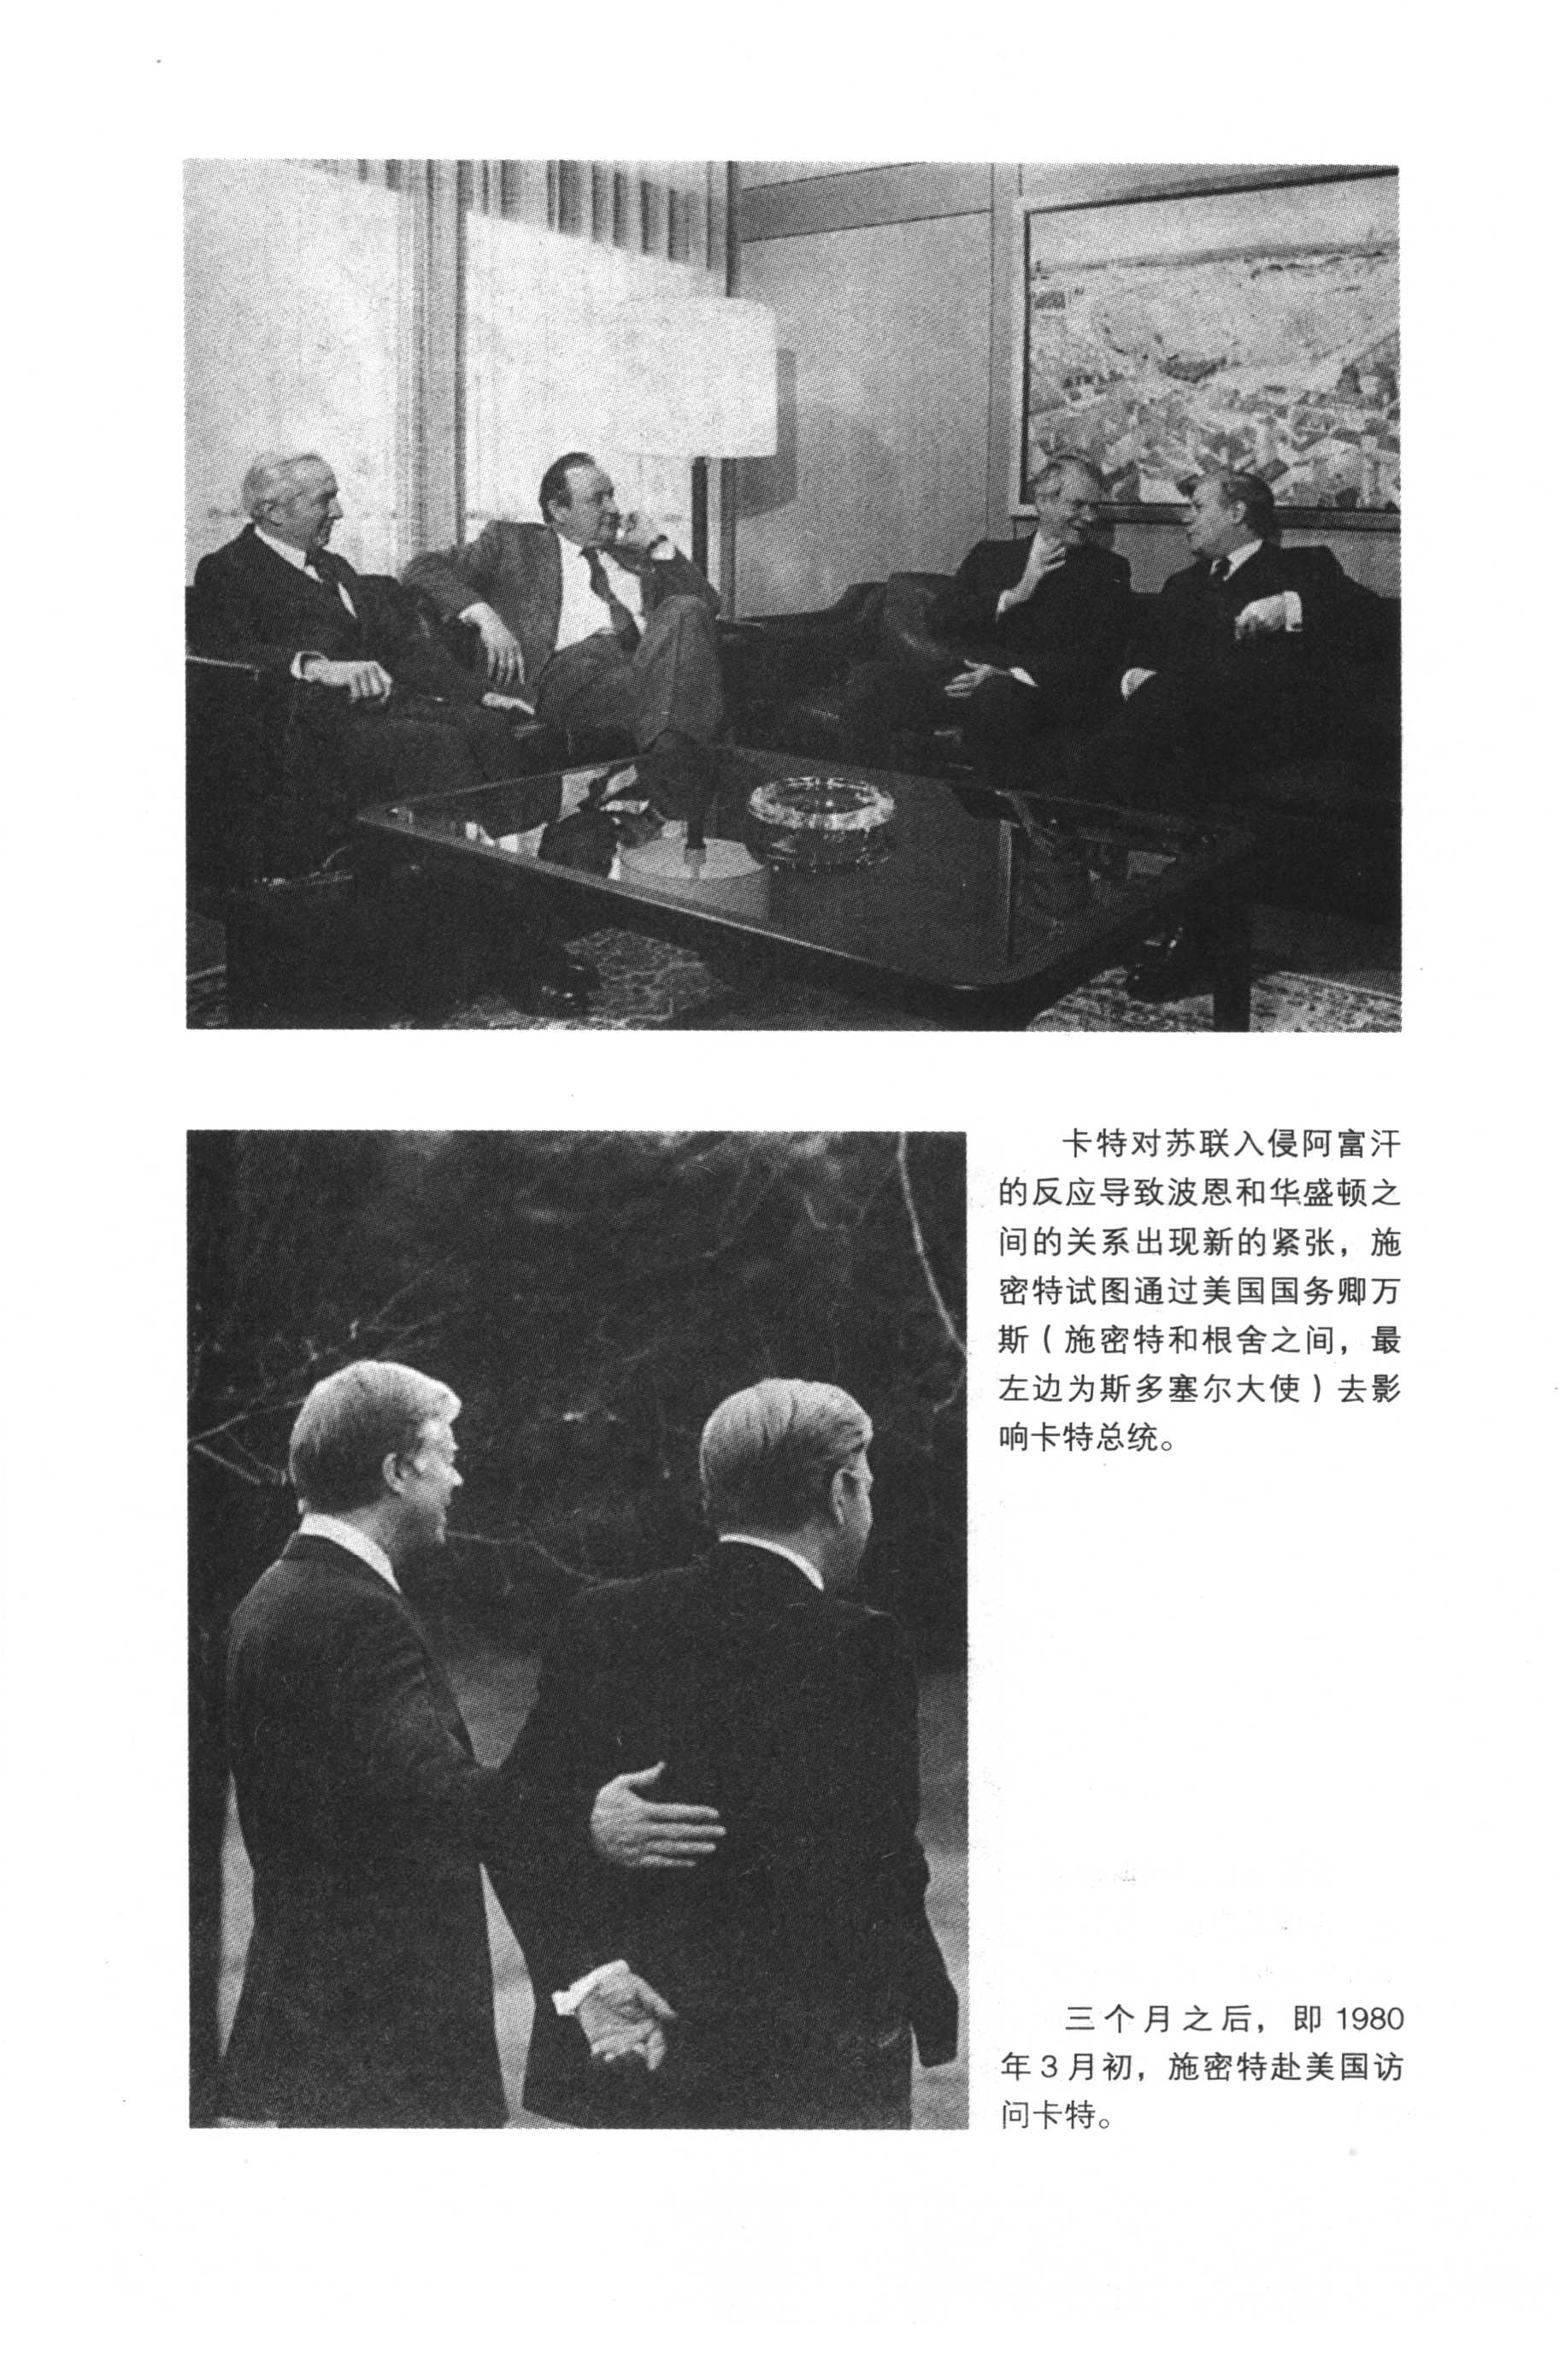 卡特对苏联入侵阿富汗
的反应导致波恩和华盛顿之
间的关系出现新的紧张，施
密特试图通过美国国务卿万
斯（施密特和根舍之间，最
左边为斯多塞尔大使）去影
响卡特总统。
三个月之后，即1980
年3月初，施密特赴美国访
问卡特。